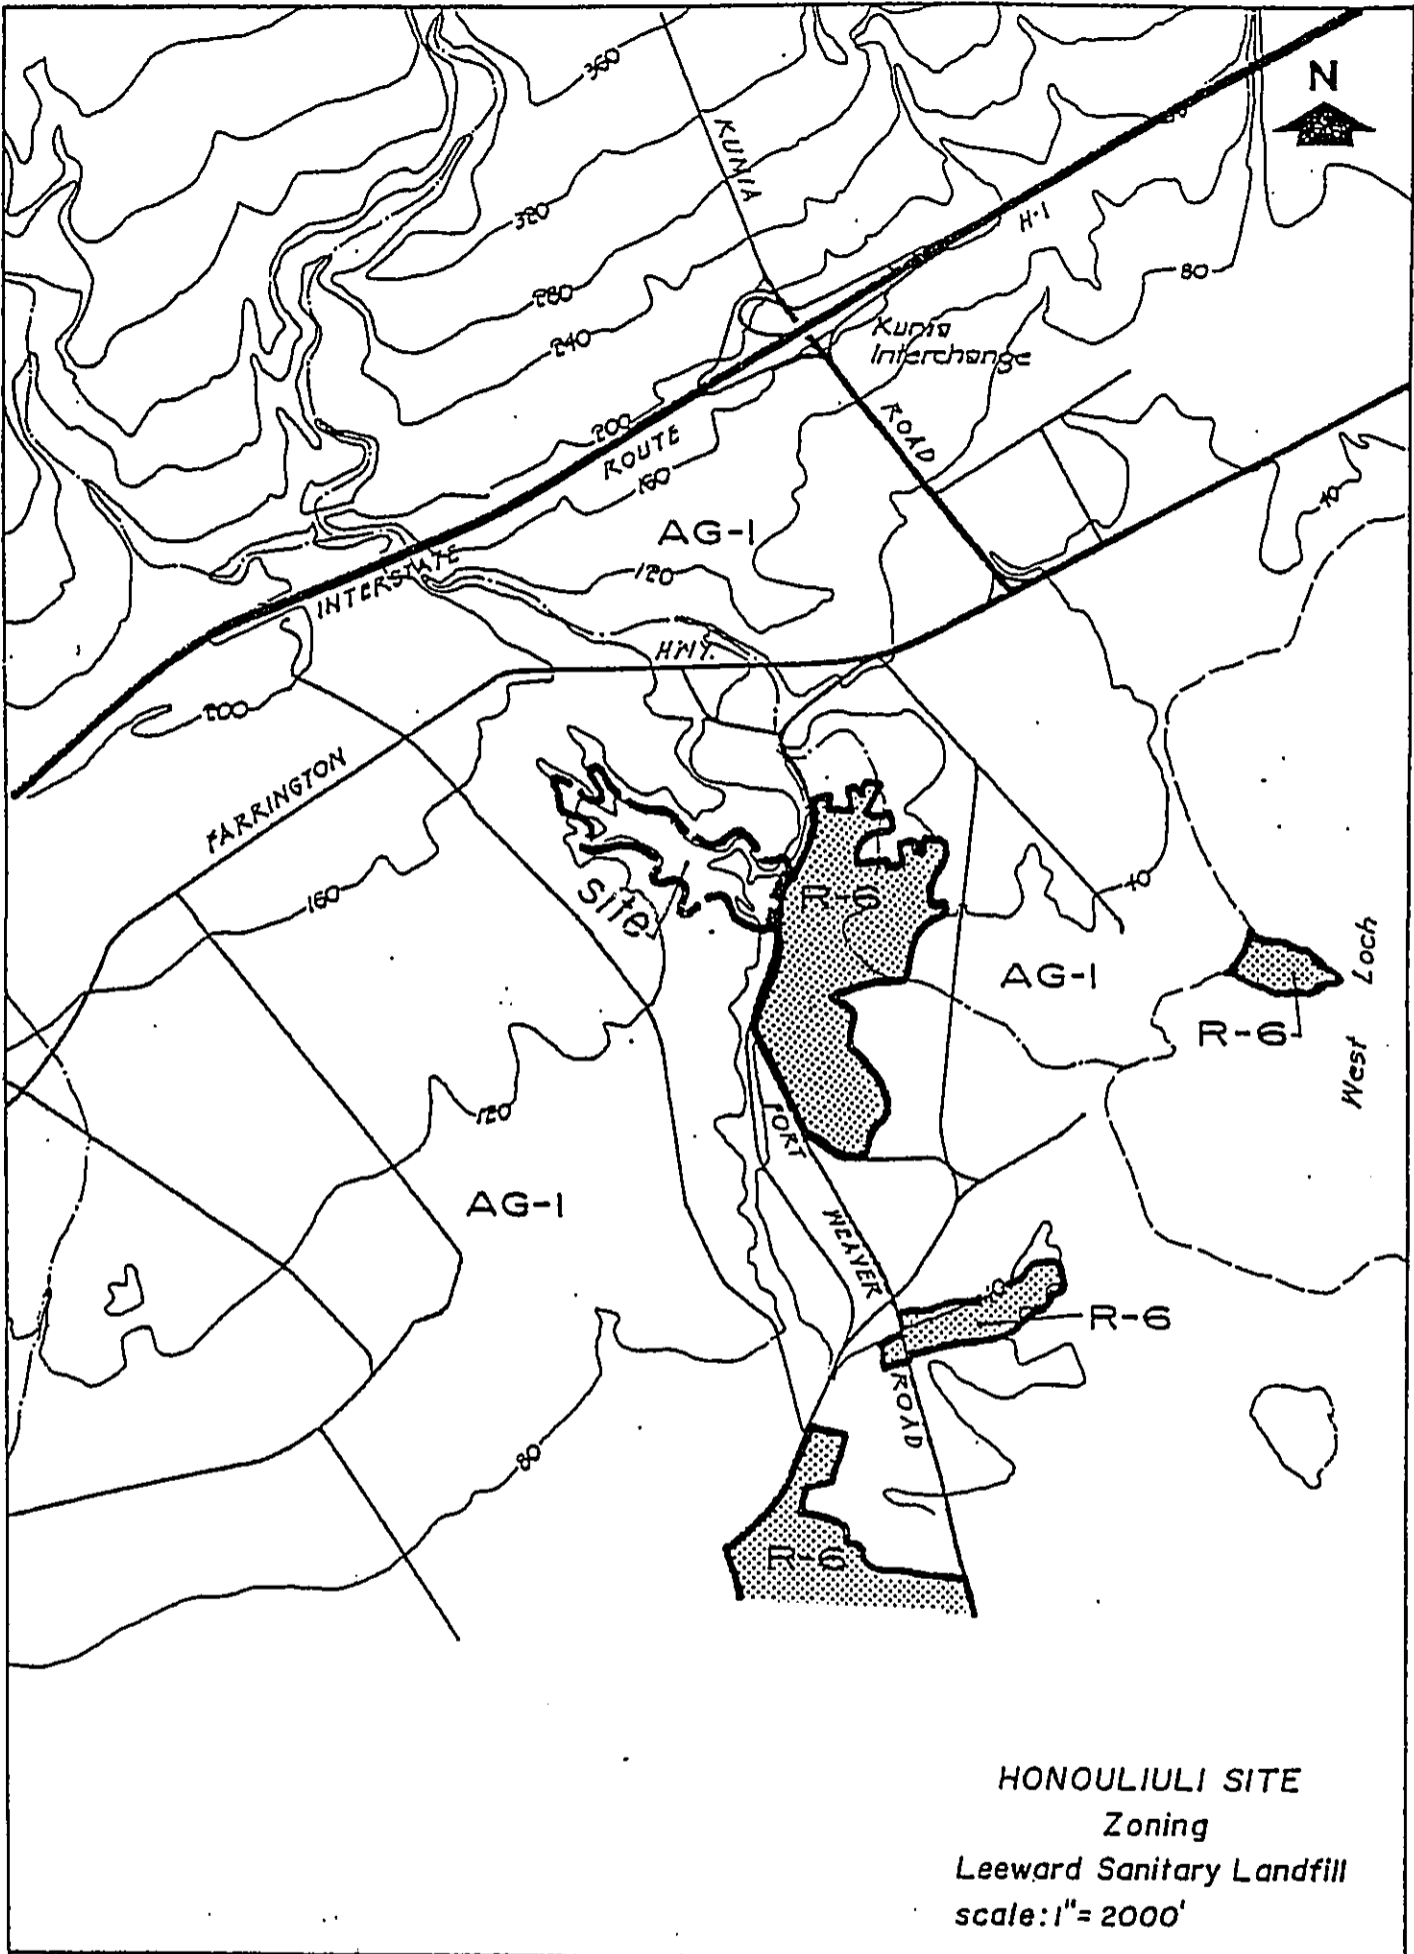 N
360
KUNIA
320
H-1
280
80
240
Kunia
Interchange
200
ROUTE
ROAD
160
40
AG-1
INTERSTATE
120
HWY.
200
FARRINGTON
site
160
R-6
40
AG-1
West Loch
R-6
120
FORT
AG-1
WEAVER
R-6
ROAD
80
R-6
HONOULIULI SITE
Zoning
Leeward Sanitary Landfill
scale: 1"= 2000'